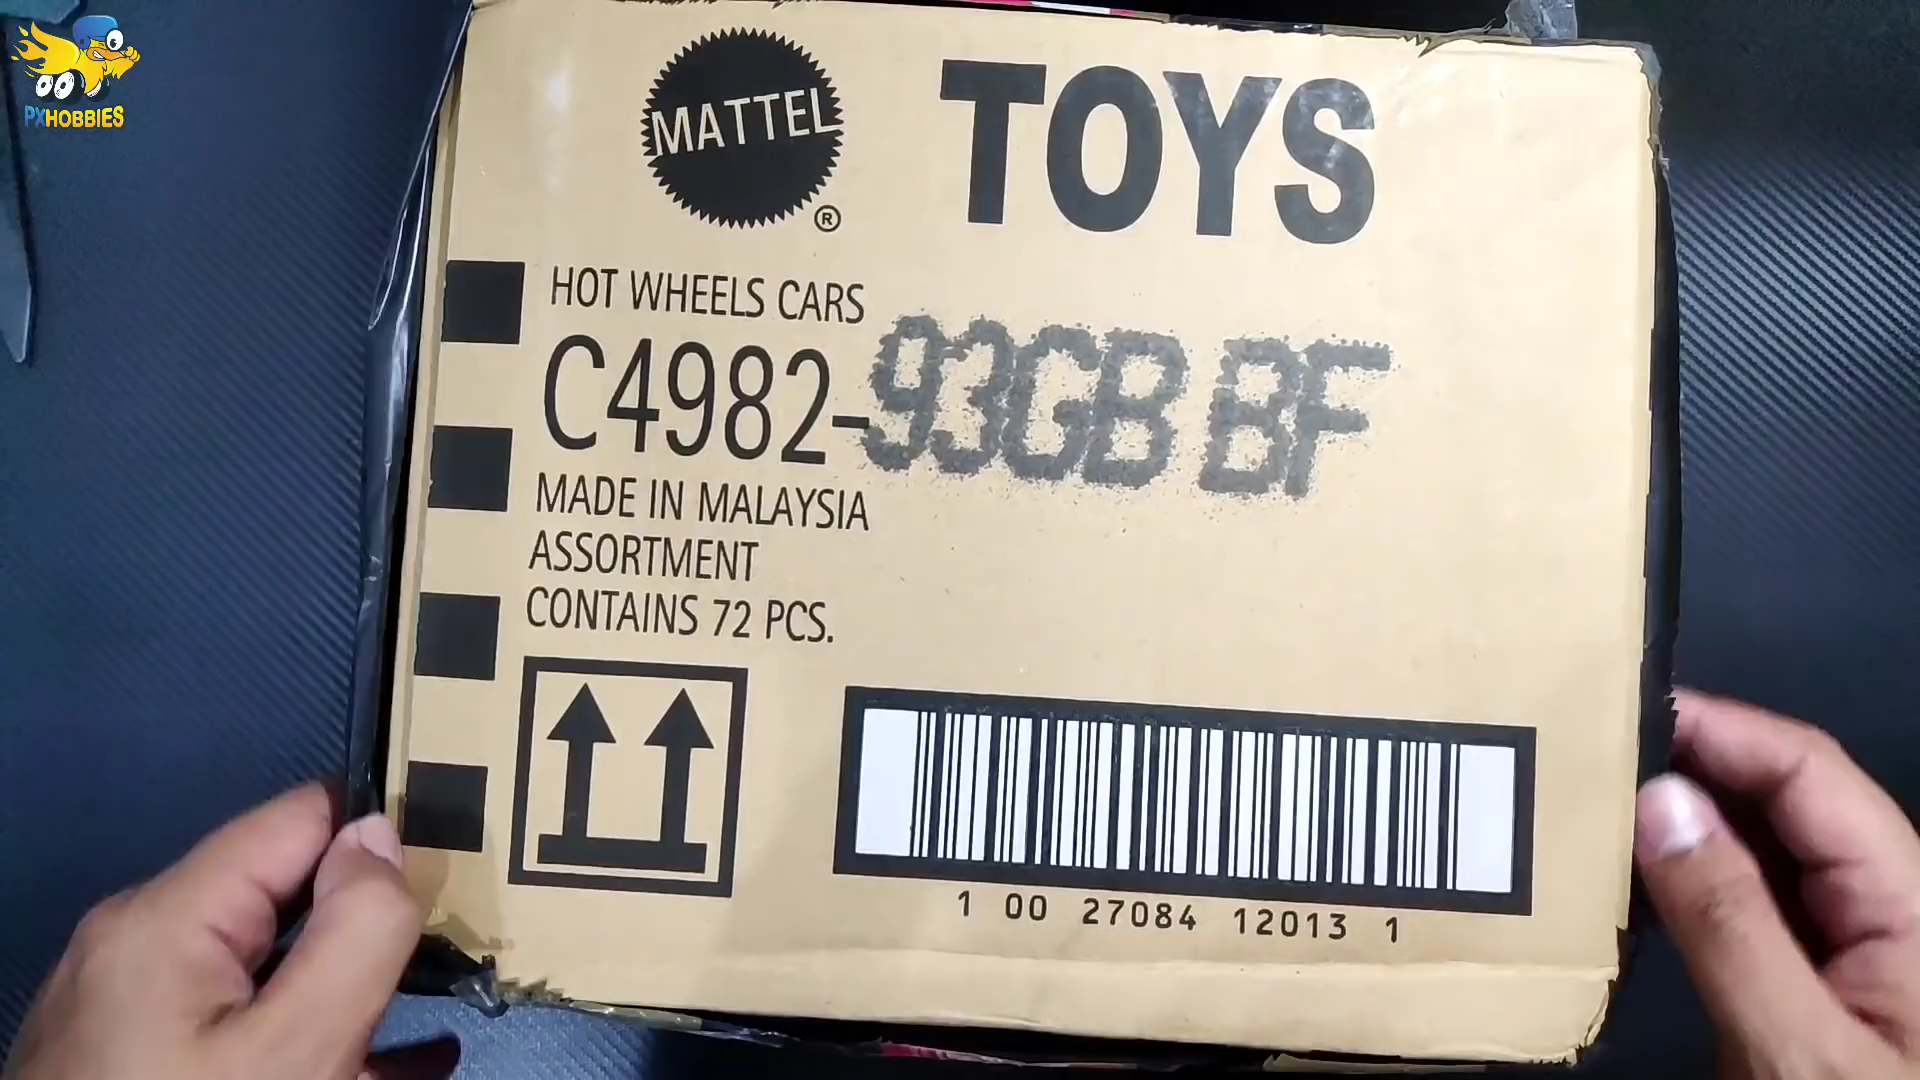 PXHOBBIES
MATTEL
®
TOYS
HOT WHEELS CARS
C4982-93GB BF
MADE IN MALAYSIA
ASSORTMENT
CONTAINS 72 PCS.
1 00 27084 12013 1